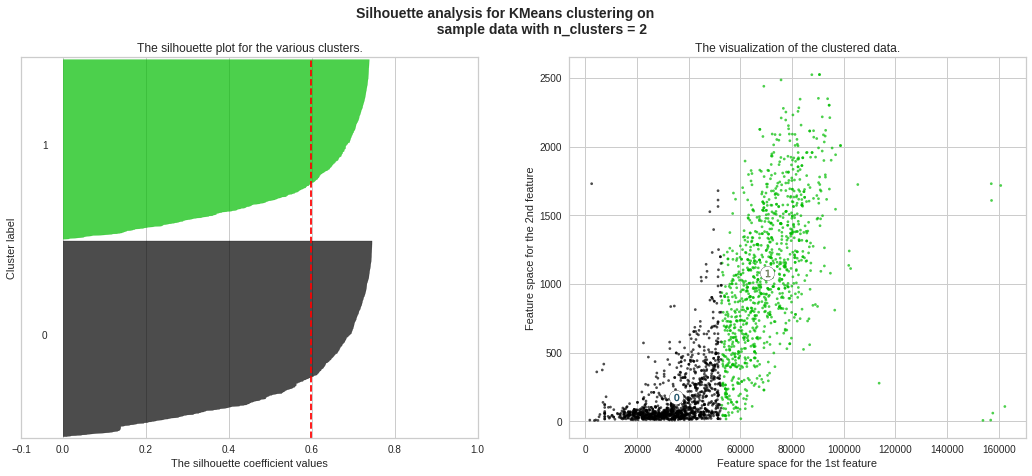 Silhouette analysis for KMeans clustering on
sample data with n_clusters = 2
The silhouette plot for the various clusters.
Cluster label
1
0
-0.1 0.0 0.2 0.4 0.6 0.8 1.0
The silhouette coefficient values
The visualization of the clustered data.
Feature space for the 2nd feature
2500
2000
1500
1000
500
0
1
0
0 20000 40000 60000 80000 100000 120000 140000 160000
Feature space for the 1st feature